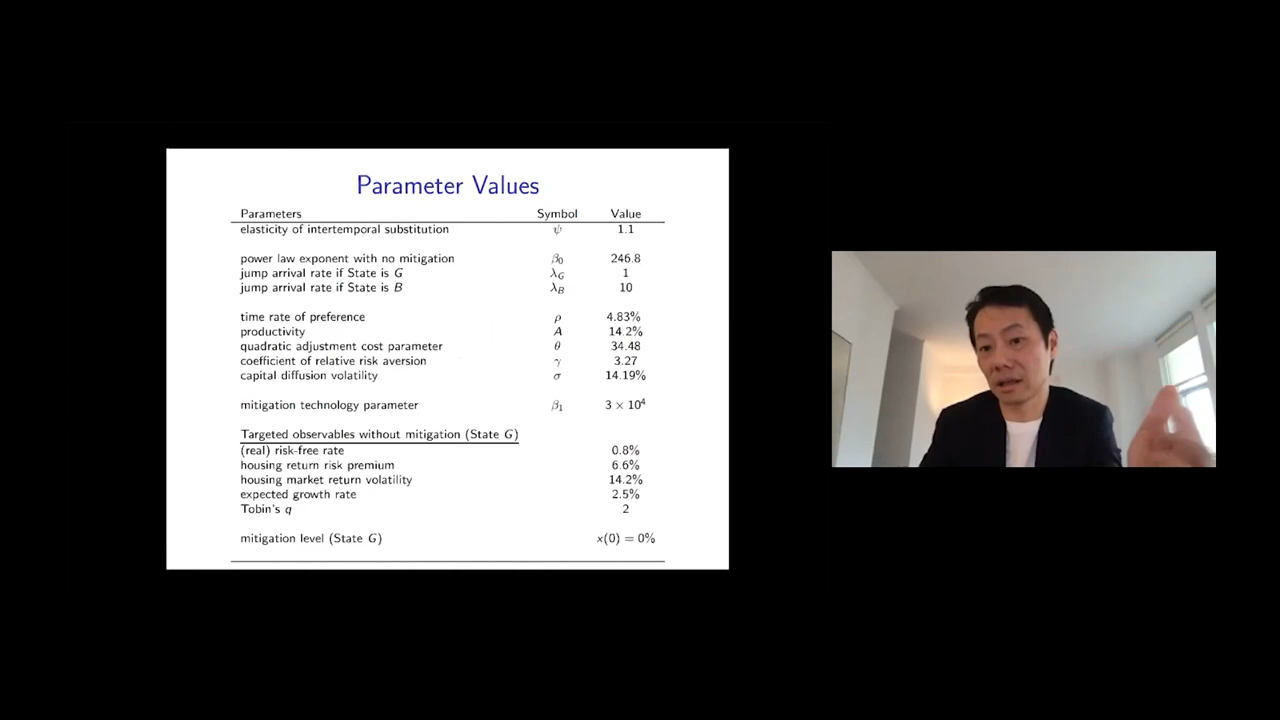 Parameter Values
Parameters Symbol Value
elasticity of intertemporal substitution ψ 1.1
power law exponent with no mitigation β₀ 246.8
jump arrival rate if State is G λ_G 1
jump arrival rate if State is B λ_B 10
time rate of preference ρ 4.83%
productivity A 14.2%
quadratic adjustment cost parameter θ 34.48
coefficient of relative risk aversion γ 3.27
capital diffusion volatility σ 14.19%
mitigation technology parameter β₁ 3 × 10⁴
Targeted observables without mitigation (State G)
(real) risk-free rate 0.8%
housing return risk premium 6.6%
housing market return volatility 14.2%
expected growth rate 2.5%
Tobin's q 2
mitigation level (State G) x(0) = 0%